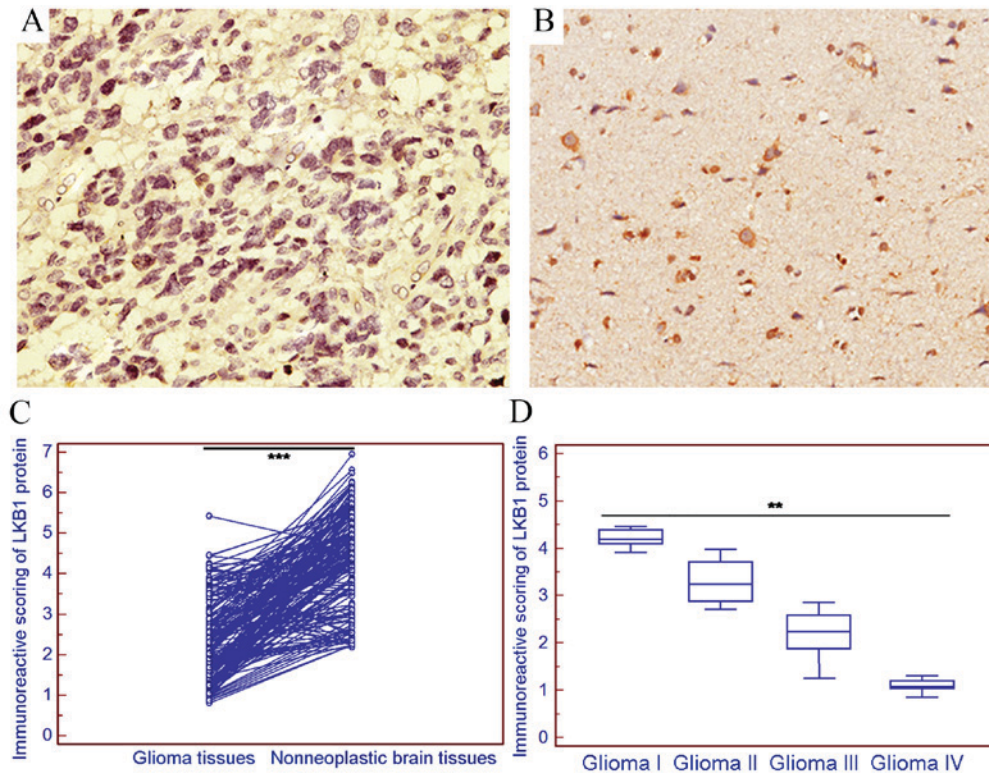 A
B
C
Immunoreactive scoring of LKB1 protein
7
6
5
4
3
2
1
0
***
Glioma tissues
Nonneoplastic brain tissues
D
Immunoreactive scoring of LKB1 protein
6
5
4
3
2
1
0
**
Glioma I
Glioma II
Glioma III
Glioma IV